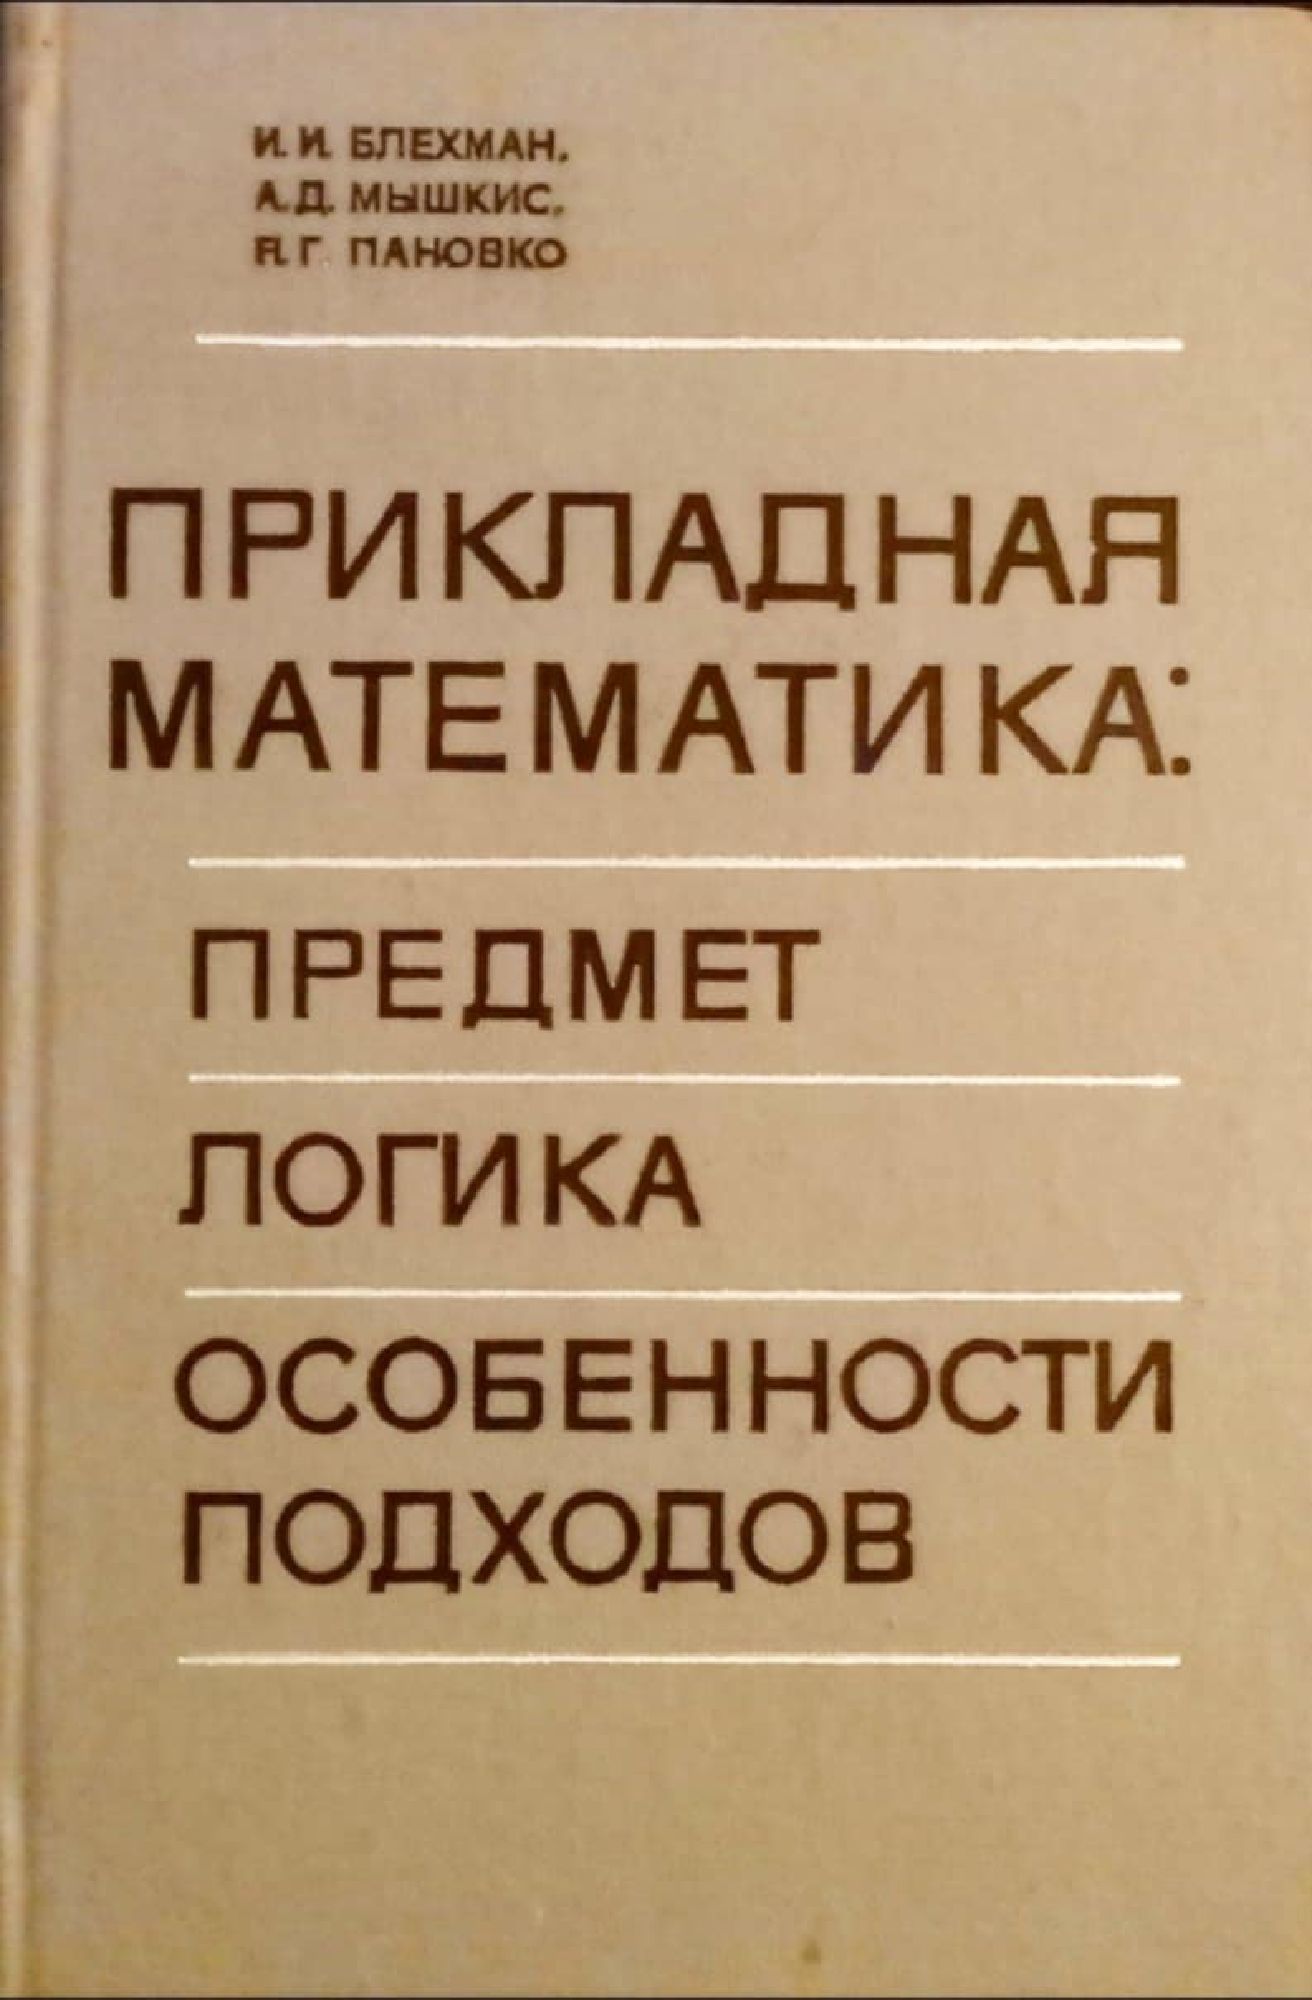 И. И. БЛЕХМАН,
А. Д. МЫШКИС,
Я. Г. ПАНОВКО
ПРИКЛАДНАЯ
МАТЕМАТИКА:
ПРЕДМЕТ
ЛОГИКА
ОСОБЕННОСТИ
ПОДХОДОВ